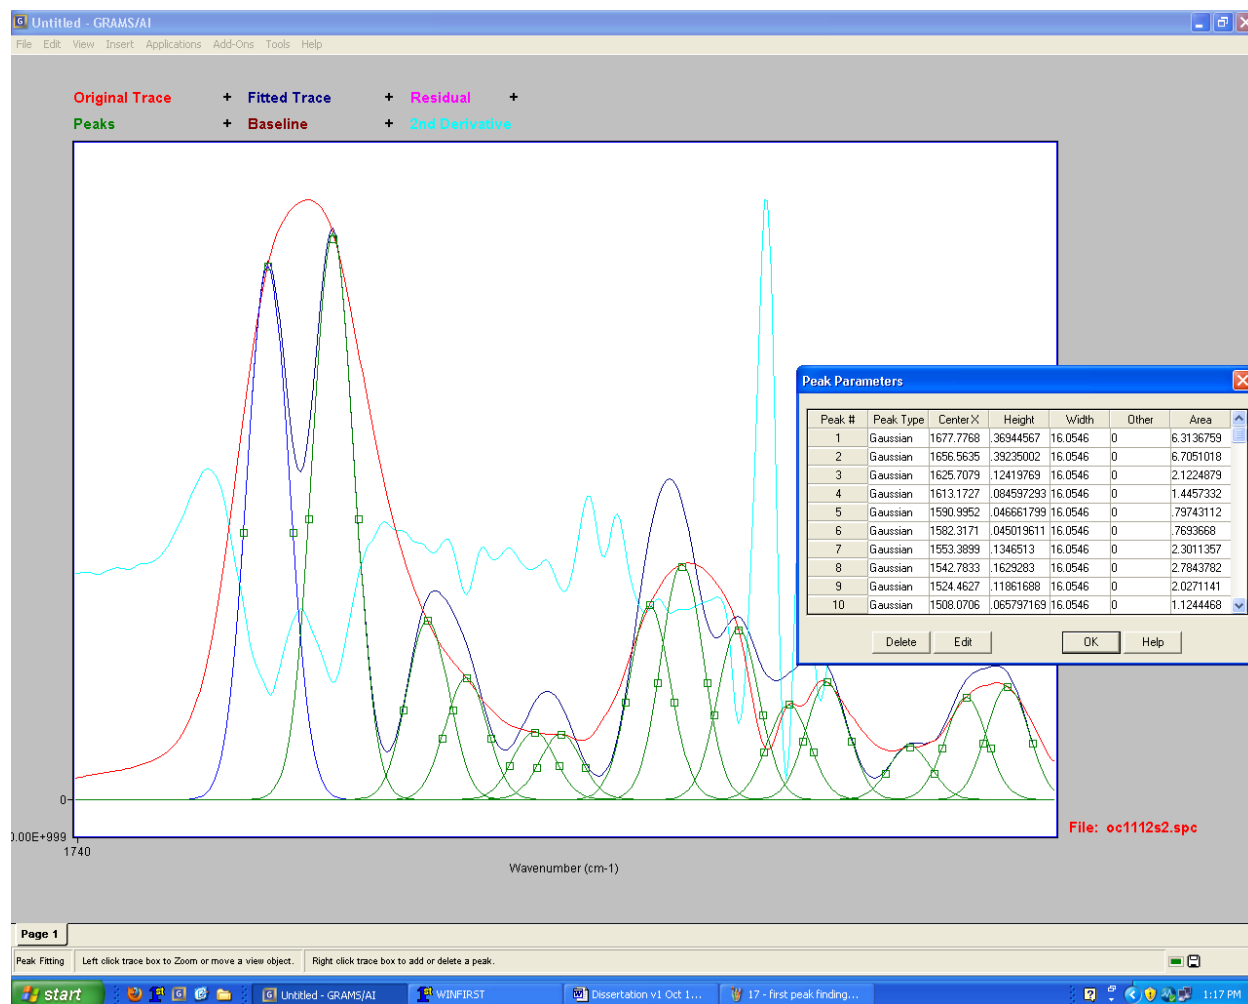 Untitled - GRAMS/AI
File Edit View Insert Applications Add-Ons Tools Help
Original Trace + Fitted Trace + Residual +
Peaks + Baseline + 2nd Derivative
Peak Parameters
Peak # Peak Type Center X Height Width Other Area
1 Gaussian 1677.7768 .36944567 16.0546 0 6.3136759
2 Gaussian 1656.5635 .39235002 16.0546 0 6.7051018
3 Gaussian 1625.7079 .12419769 16.0546 0 2.1224879
4 Gaussian 1613.1727 .084597293 16.0546 0 1.4457332
5 Gaussian 1590.9952 .046661799 16.0546 0 .79743112
6 Gaussian 1582.3171 .045019611 16.0546 0 .7693668
7 Gaussian 1553.3899 .1346513 16.0546 0 2.3011357
8 Gaussian 1542.7833 .1629283 16.0546 0 2.7843782
9 Gaussian 1524.4627 .11861688 16.0546 0 2.0271141
10 Gaussian 1508.0706 .065797169 16.0546 0 1.1244468
Delete Edit OK Help
0
0.00E+999
1740
Wavenumber (cm-1)
File: oc1112s2.spc
Page 1
Peak Fitting Left click trace box to Zoom or move a view object. Right click trace box to add or delete a peak.
start Untitled - GRAMS/AI WINFIRST Dissertation v1 Oct 1... 17 - first peak finding... 1:17 PM